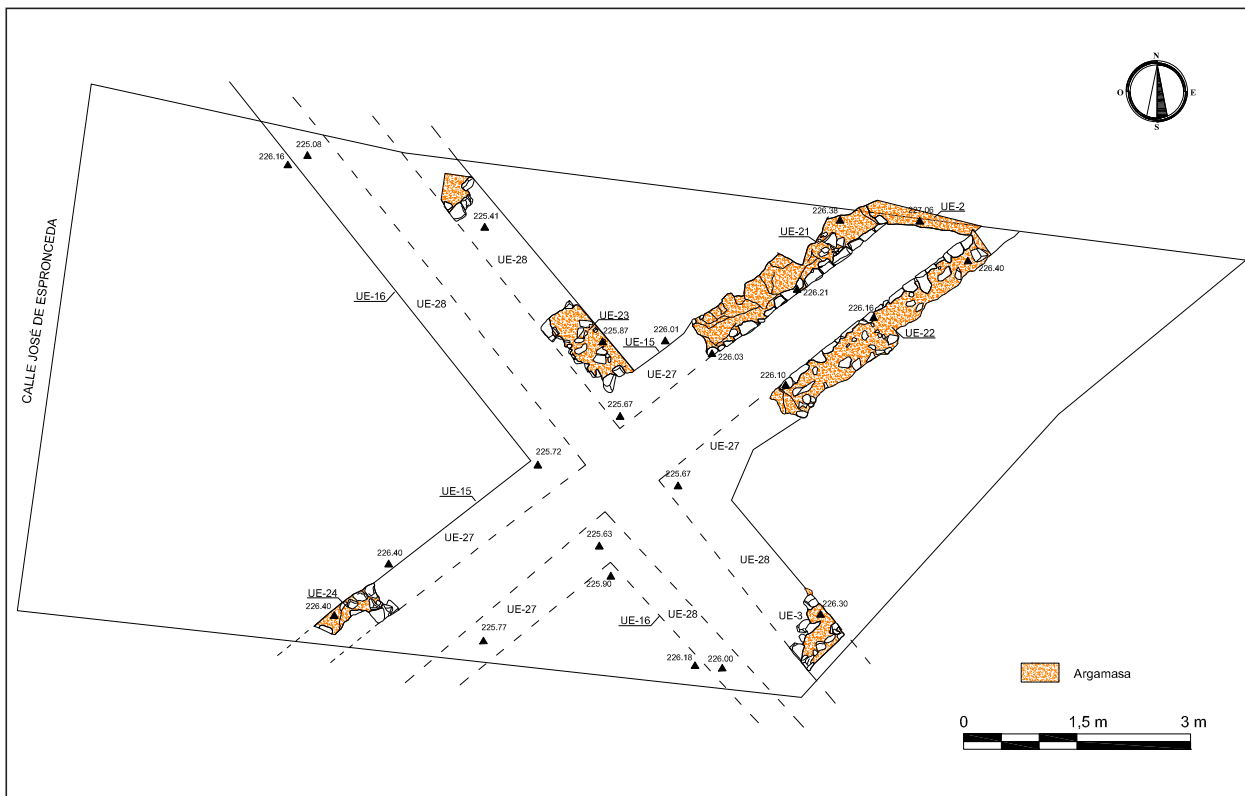 N
O
E
S
226.16
225.08
225.41
226.38
227.06
UE-2
UE-21
226.40
UE-28
226.21
UE-16
UE-28
226.16
UE-23
225.87
226.01
UE-15
UE-22
226.03
UE-27
226.10
CALLE JOSÉ DE ESPRONCEDA
225.67
UE-27
225.72
225.67
UE-15
UE-27
225.63
226.40
UE-28
225.90
UE-24
226.40
UE-27
UE-28
UE-16
UE-3
226.30
225.77
226.18
226.00
Argamasa
0
1,5 m
3 m